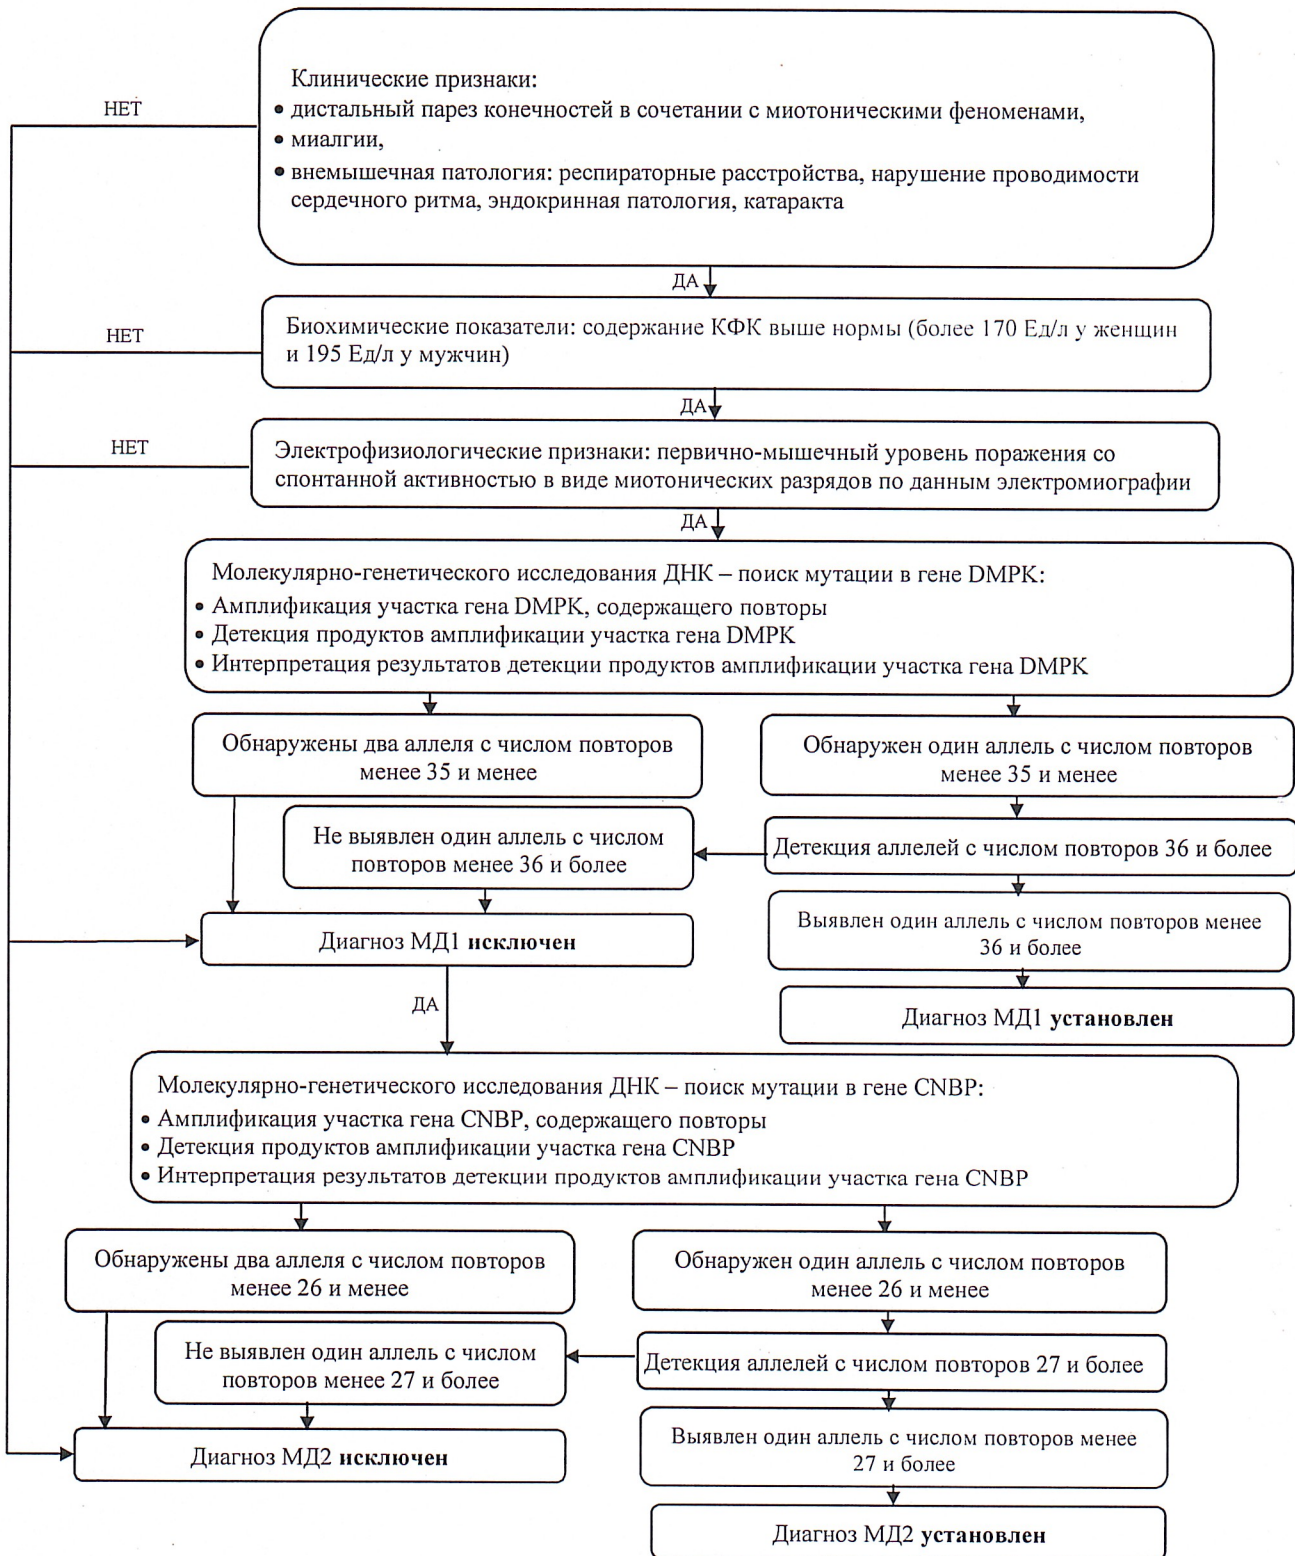 Клинические признаки:
НЕТ
• дистальный парез конечностей в сочетании с миотоническими феноменами,
• миалгии,
• внемышечная патология: респираторные расстройства, нарушение проводимости
сердечного ритма, эндокринная патология, катаракта
ДА
НЕТ
Биохимические показатели: содержание КФК выше нормы (более 170 Ед/л у женщин
и 195 Ед/л у мужчин)
ДА
НЕТ
Электрофизиологические признаки: первично-мышечный уровень поражения со
спонтанной активностью в виде миотонических разрядов по данным электромиографии
ДА
Молекулярно-генетического исследования ДНК – поиск мутации в гене DMPK:
• Амплификация участка гена DMPK, содержащего повторы
• Детекция продуктов амплификации участка гена DMPK
• Интерпретация результатов детекции продуктов амплификации участка гена DMPK
Обнаружены два аллеля с числом повторов
менее 35 и менее
Обнаружен один аллель с числом повторов
менее 35 и менее
Не выявлен один аллель с числом
повторов менее 36 и более
Детекция аллелей с числом повторов 36 и более
Выявлен один аллель с числом повторов менее
36 и более
Диагноз МД1 исключен
Диагноз МД1 установлен
ДА
Молекулярно-генетического исследования ДНК – поиск мутации в гене CNBP:
• Амплификация участка гена CNBP, содержащего повторы
• Детекция продуктов амплификации участка гена CNBP
• Интерпретация результатов детекции продуктов амплификации участка гена CNBP
Обнаружены два аллеля с числом повторов
менее 26 и менее
Обнаружен один аллель с числом повторов
менее 26 и менее
Не выявлен один аллель с числом
повторов менее 27 и более
Детекция аллелей с числом повторов 27 и более
Выявлен один аллель с числом повторов менее
27 и более
Диагноз МД2 исключен
Диагноз МД2 установлен